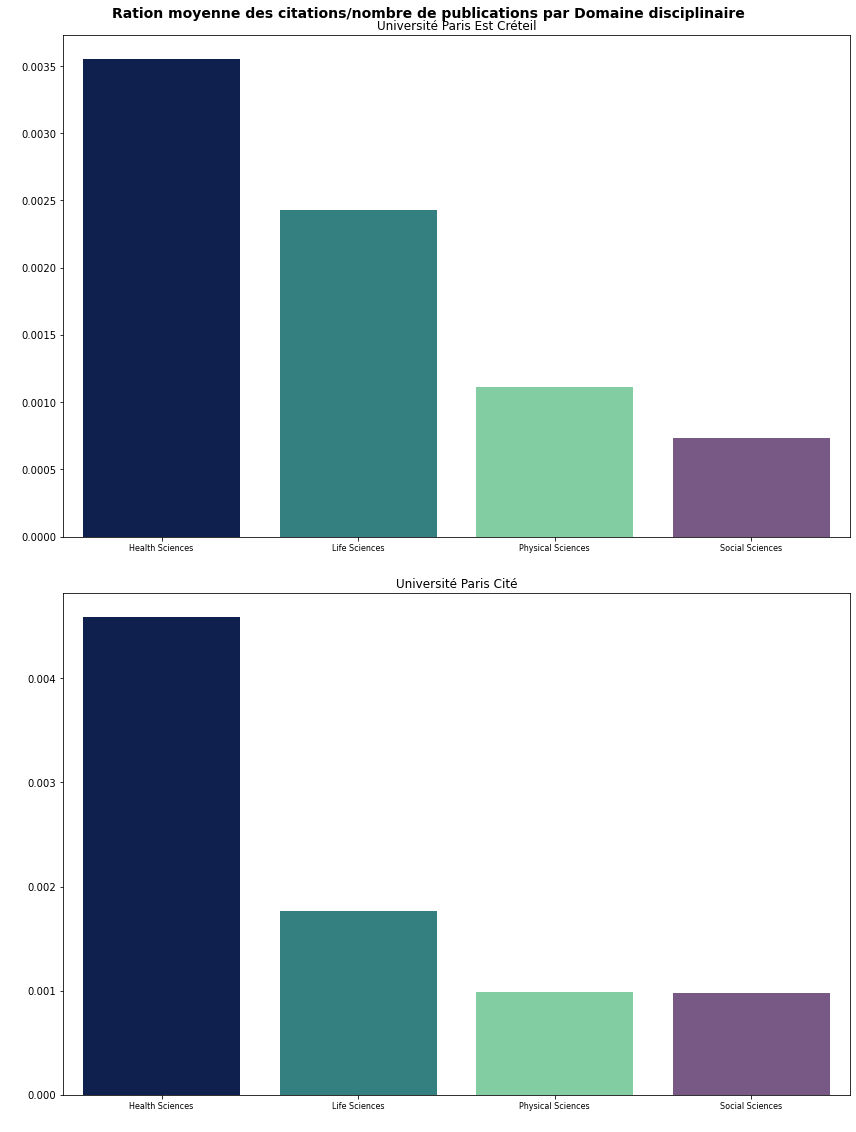 Ration moyenne des citations/nombre de publications par Domaine disciplinaire
Université Paris Est Créteil
0.0035
0.0030
0.0025
0.0020
0.0015
0.0010
0.0005
0.0000
Health Sciences Life Sciences Physical Sciences Social Sciences
Université Paris Cité
0.004
0.003
0.002
0.001
0.000
Health Sciences Life Sciences Physical Sciences Social Sciences